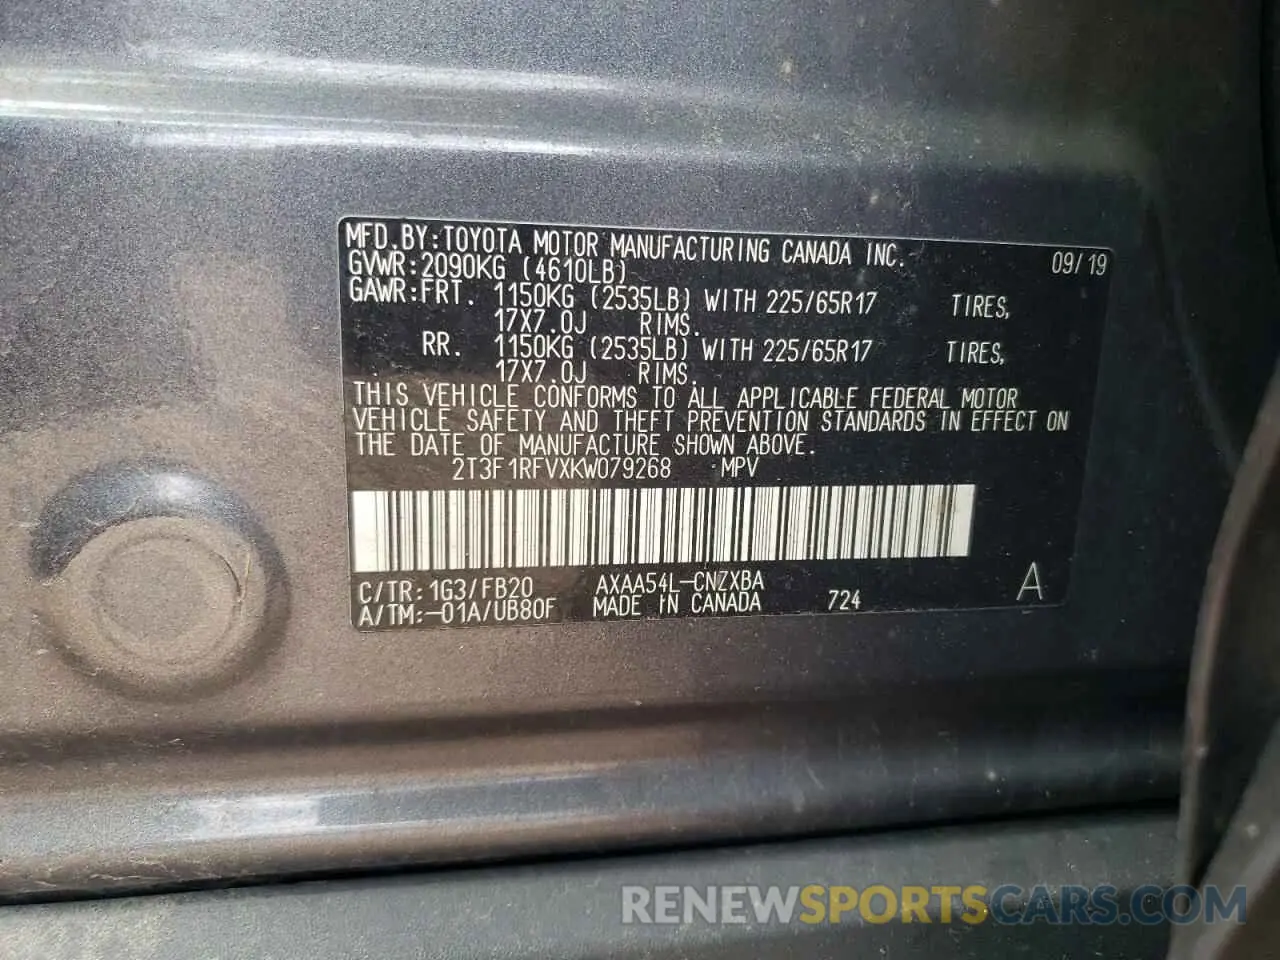 MFD.BY:TOYOTA MOTOR MANUFACTURING CANADA INC. 09/19
GVWR:2090KG (4610LB)
GAWR:FRT. 1150KG (2535LB) WITH 225/65R17 TIRES,
17X7.0J RIMS.
RR. 1150KG (2535LB) WITH 225/65R17 TIRES,
17X7.0J RIMS.
THIS VEHICLE CONFORMS TO ALL APPLICABLE FEDERAL MOTOR
VEHICLE SAFETY AND THEFT PREVENTION STANDARDS IN EFFECT ON
THE DATE OF MANUFACTURE SHOWN ABOVE.
2T3F1RFVXKW079268 MPV
C/TR:1G3/FB20 AXAA54L-CNZXBA A
A/TM:-01A/UB80F MADE IN CANADA 724
RENEWSPORTSCARS.COM